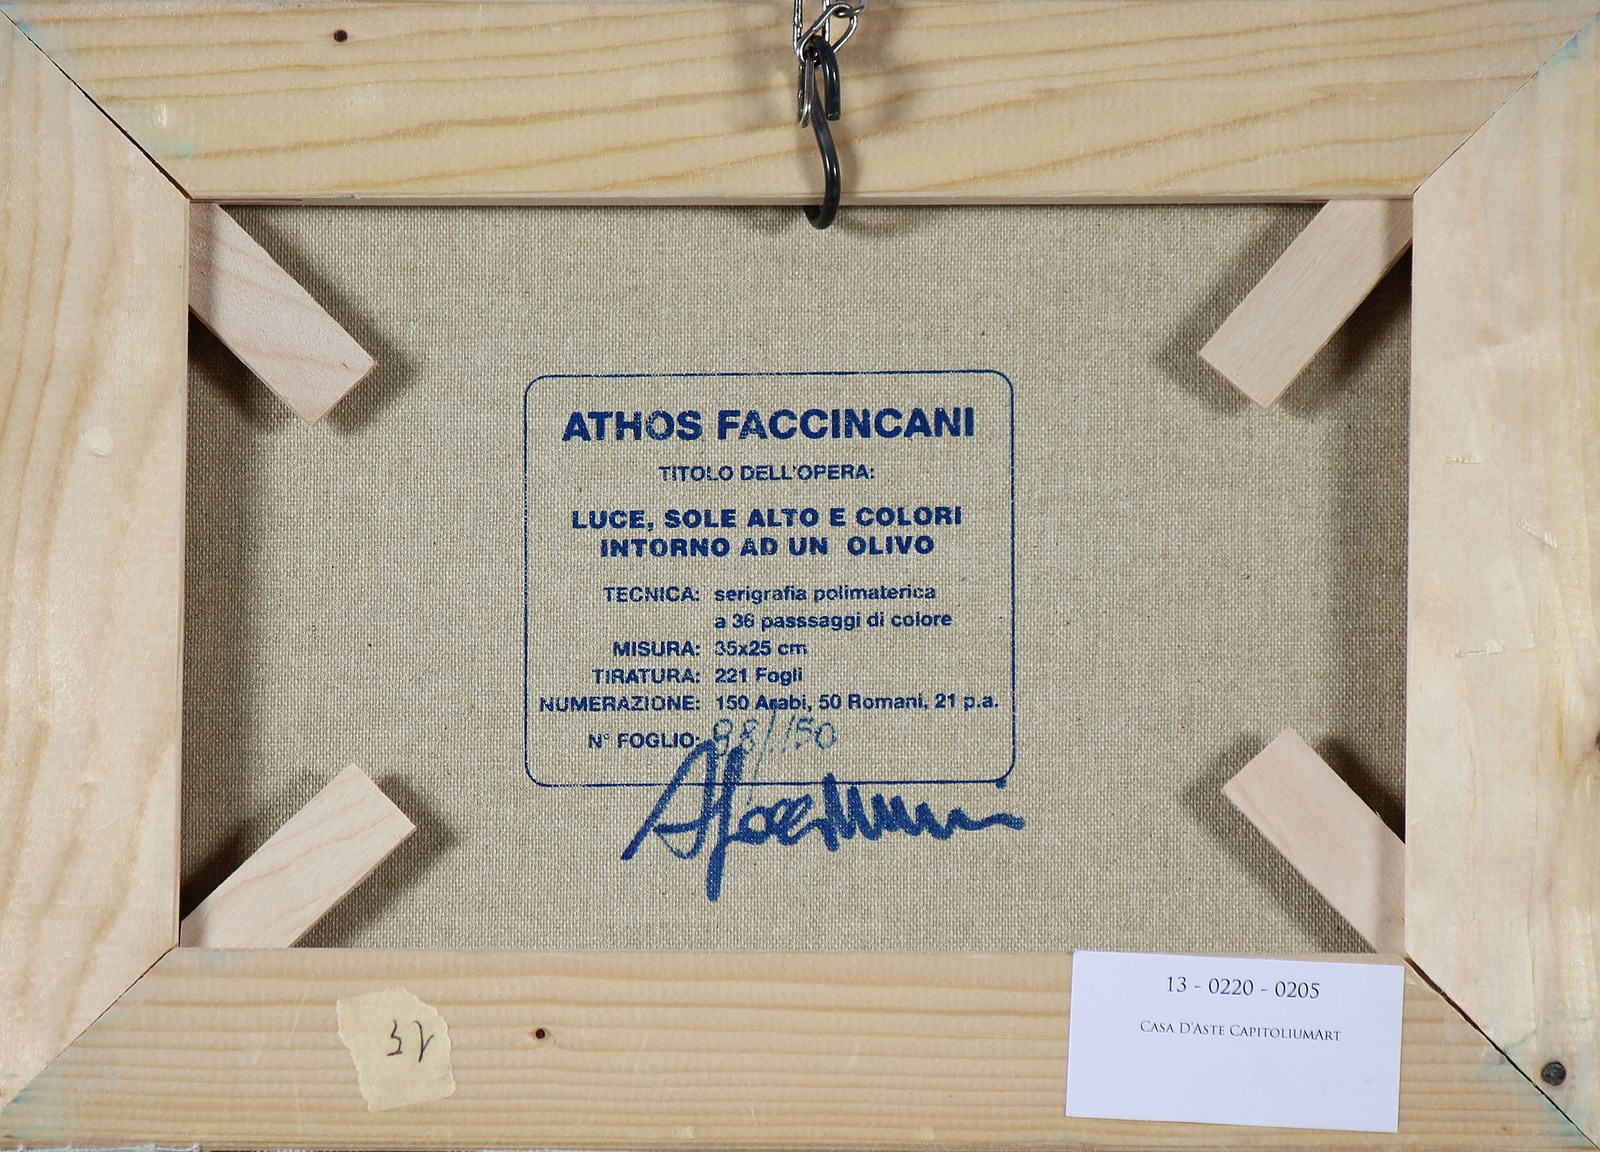 ATHOS FACCINCANI
TITOLO DELL'OPERA:
LUCE, SOLE ALTO E COLORI
INTORNO AD UN OLIVO
TECNICA: serigrafia polimaterica
a 36 passsaggi di colore
MISURA: 35x25 cm
TIRATURA: 221 Fogli
NUMERAZIONE: 150 Arabi, 50 Romani, 21 p.a.
N° FOGLIO: 98/150
13 - 0220 - 0205
CASA D'ASTE CAPITOLIUMART